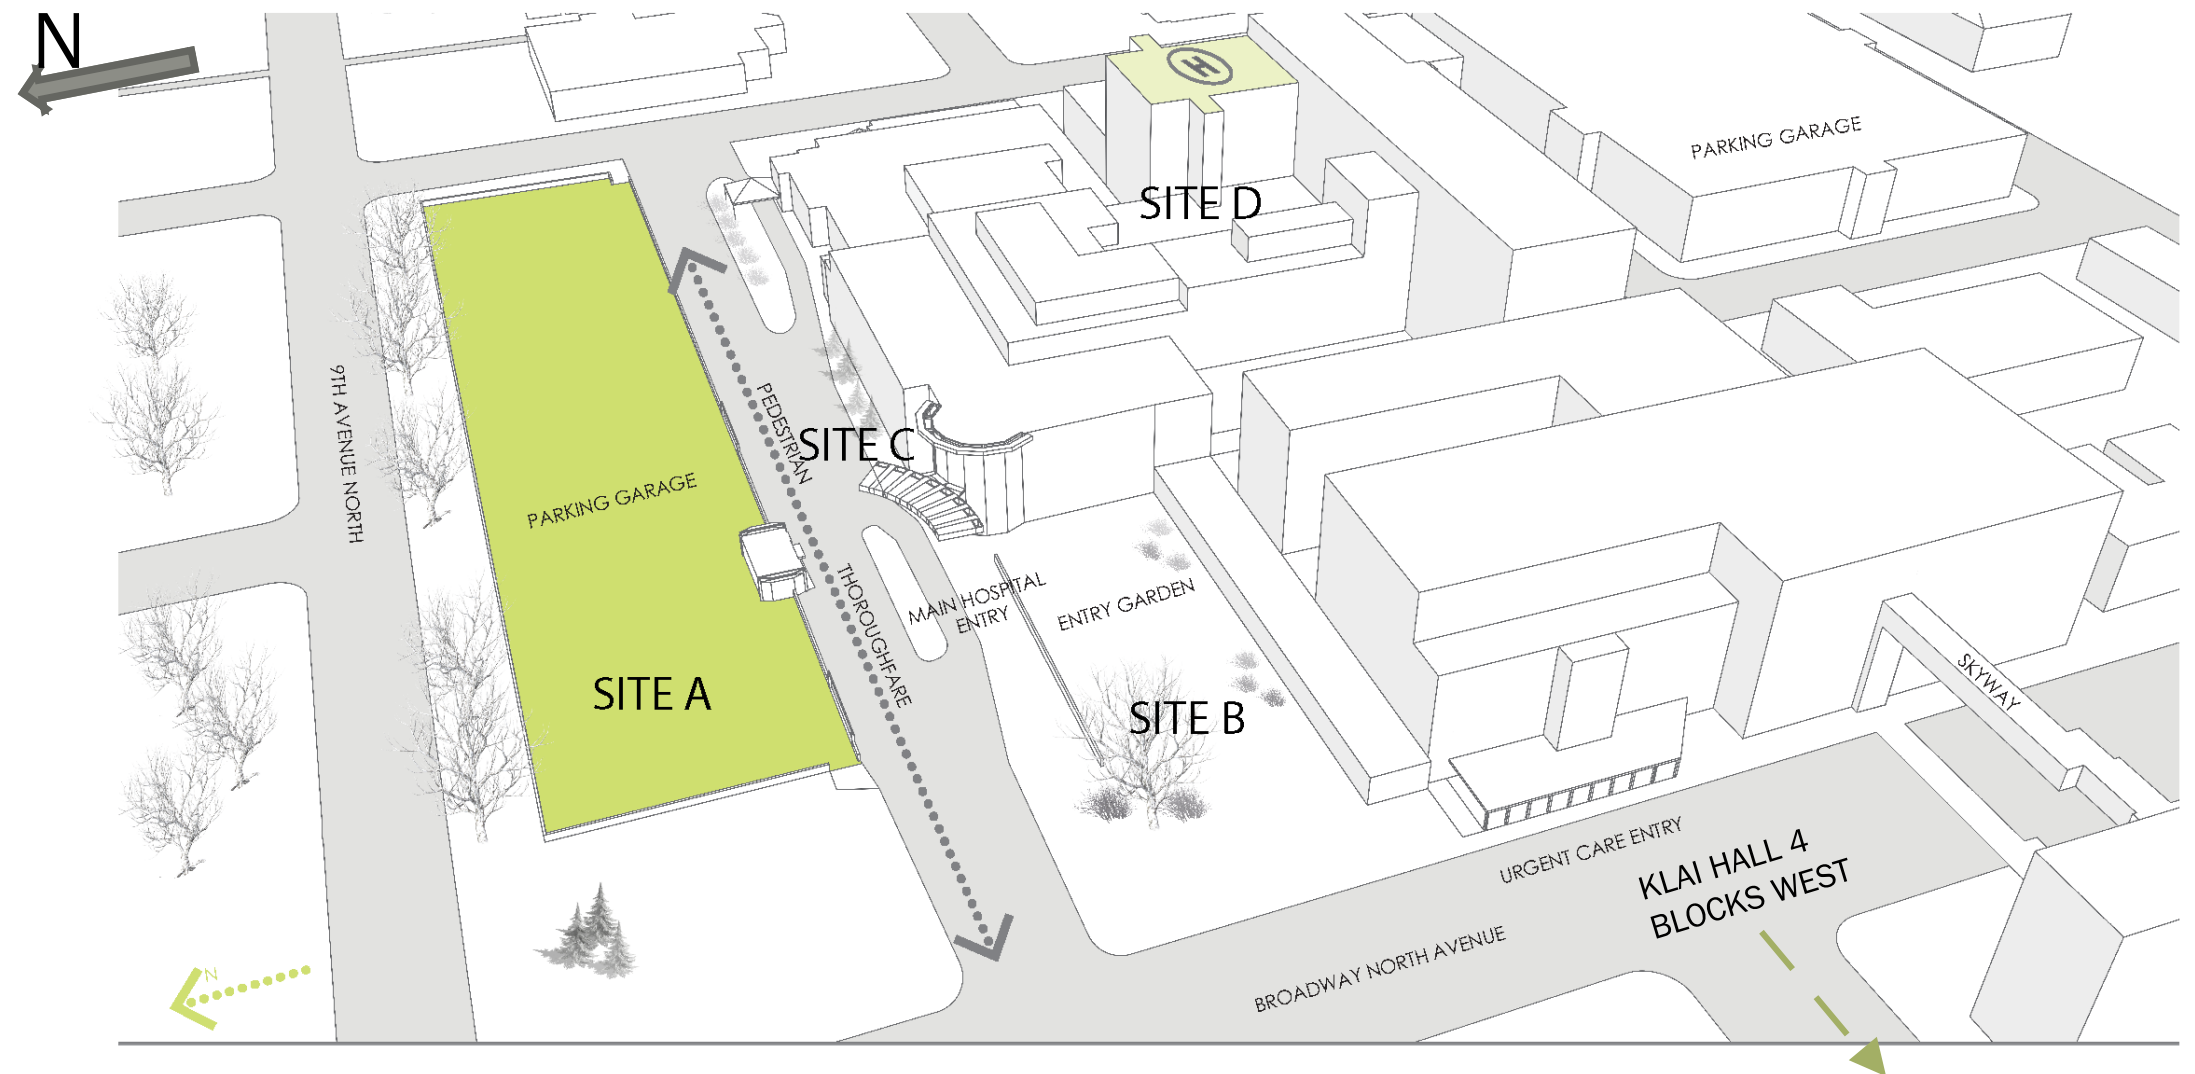 N
H
PARKING GARAGE
SITE D
9TH AVENUE NORTH
PEDESTRIAN
SITE C
PARKING GARAGE
THOROUGHFARE
MAIN HOSPITAL
ENTRY
ENTRY GARDEN
SITE A
SITE B
SKYWAY
URGENT CARE ENTRY
KLAI HALL 4
BLOCKS WEST
BROADWAY NORTH AVENUE
N